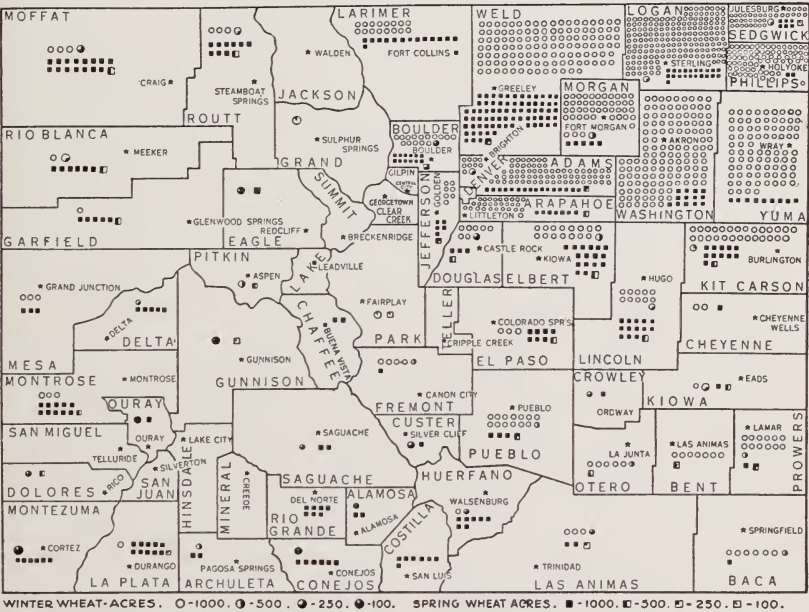 MOFFAT
CRAIG
ROUTT
STEAMBOAT
SPRINGS
WALDEN
JACKSON
LARIMER
FORT COLLINS
WELD
GREELEY
LOGAN
STERLING
JULESBURG
SEDGWICK
HOLYOKE
PHILLIPS
MORGAN
FORT MORGAN
RIO BLANCA
MEEKER
SULPHUR
SPRINGS
GRAND
BOULDER
BOULDER
GILPIN
CENTRAL
GEORGETOWN
CLEAR
CREEK
JEFFERSON
GOLDEN
BRIGHTON
DENVER
ADAMS
LITTLETON
ARAPAHOE
AKRON
WASHINGTON
WRAY
YUMA
GARFIELD
GLENWOOD SPRINGS
REDCLIFF
EAGLE
SUMMIT
BRECKENRIDGE
CASTLE ROCK
DOUGLAS
KIOWA
ELBERT
HUGO
LINCOLN
BURLINGTON
KIT CARSON
GRAND JUNCTION
MESA
DELTA
DELTA
PITKIN
ASPEN
LAKE
LEADVILLE
FAIRPLAY
PARK
TELLER
CRIPPLE CREEK
COLORADO SPR'S
EL PASO
CHEYENNE
WELLS
CHEYENNE
MONTROSE
MONTROSE
GUNNISON
GUNNISON
CHAFFEE
BUENA VISTA
CANON CITY
FREMONT
PUEBLO
PUEBLO
CROWLEY
ORDWAY
EADS
KIOWA
OURAY
OURAY
SAN MIGUEL
TELLURIDE
LAKE CITY
SAGUACHE
SAGUACHE
CUSTER
SILVER CLIFF
LA JUNTA
OTERO
LAS ANIMAS
BENT
LAMAR
PROWERS
DOLORES
RICO
SILVERTON
SAN
JUAN
HINSDALE
MINERAL
CREEDE
DEL NORTE
RIO
GRANDE
ALAMOSA
ALAMOSA
HUERFANO
WALSENBURG
COSTILLA
MONTEZUMA
CORTEZ
DURANGO
LA PLATA
PAGOSA SPRINGS
ARCHULETA
CONEJOS
CONEJOS
SAN LUIS
TRINIDAD
LAS ANIMAS
SPRINGFIELD
BACA
WINTER WHEAT-ACRES. -1000. -500. -250. -100. SPRING WHEAT ACRES. -1000. -500. -250. -100.